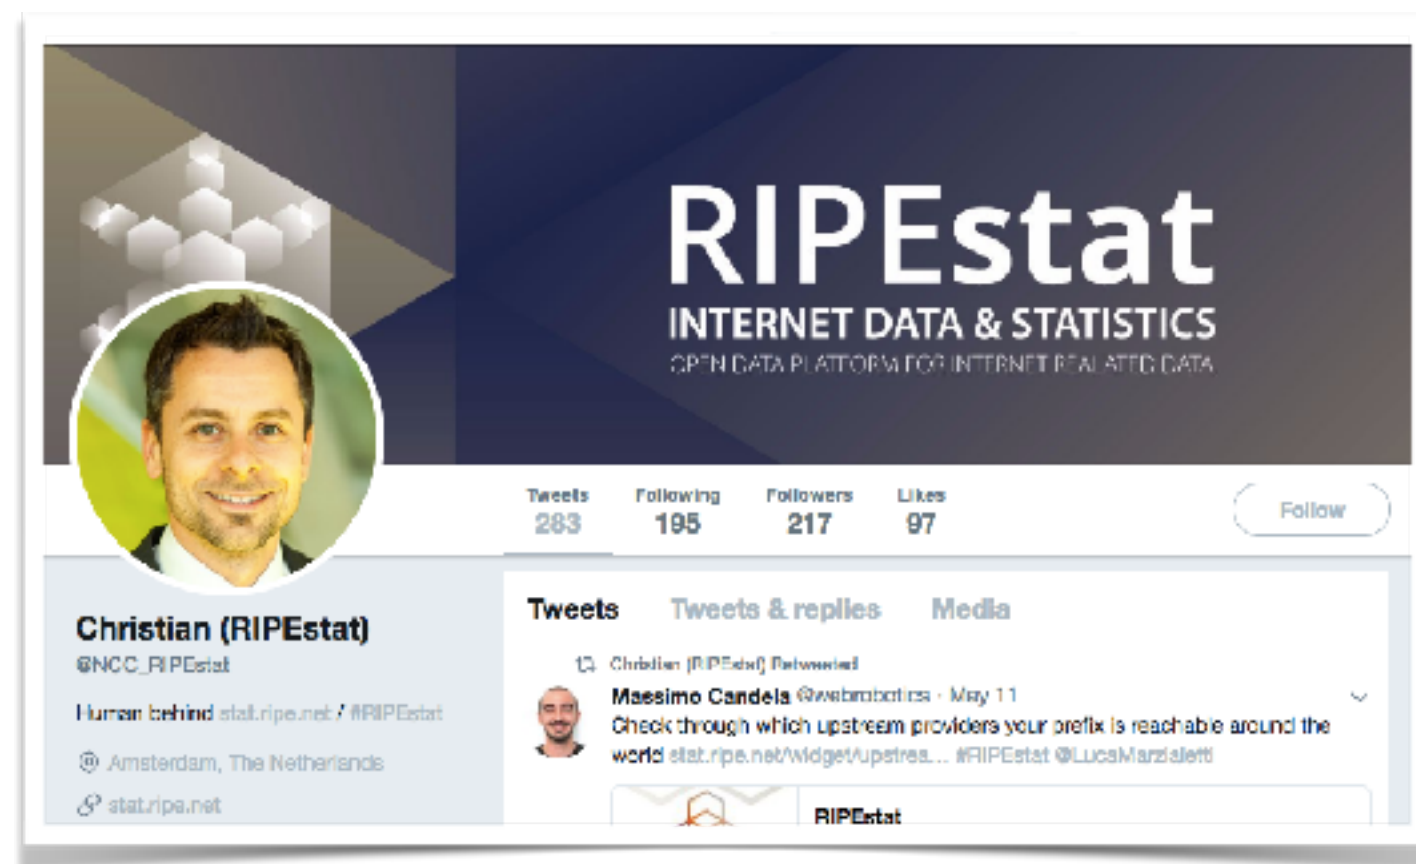 RIPEstat
INTERNET DATA & STATISTICS
OPEN DATA PLATFORM FOR INTERNET REALATED DATA
Tweets Following Followers Likes
283 195 217 97
Follow
Christian (RIPEstat)
@NCC_RIPEstat
Human behind stat.ripe.net / #RIPEstat
Amsterdam, The Netherlands
stat.ripe.net
Tweets Tweets & replies Media
Christian (RIPEstat) Retweeted
Massimo Candela @webrobotics · May 11
Check through which upstream providers your prefix is reachable around the
world stat.ripe.net/widget/upstrea... #RIPEstat @LucaMarzialetti
RIPEstat